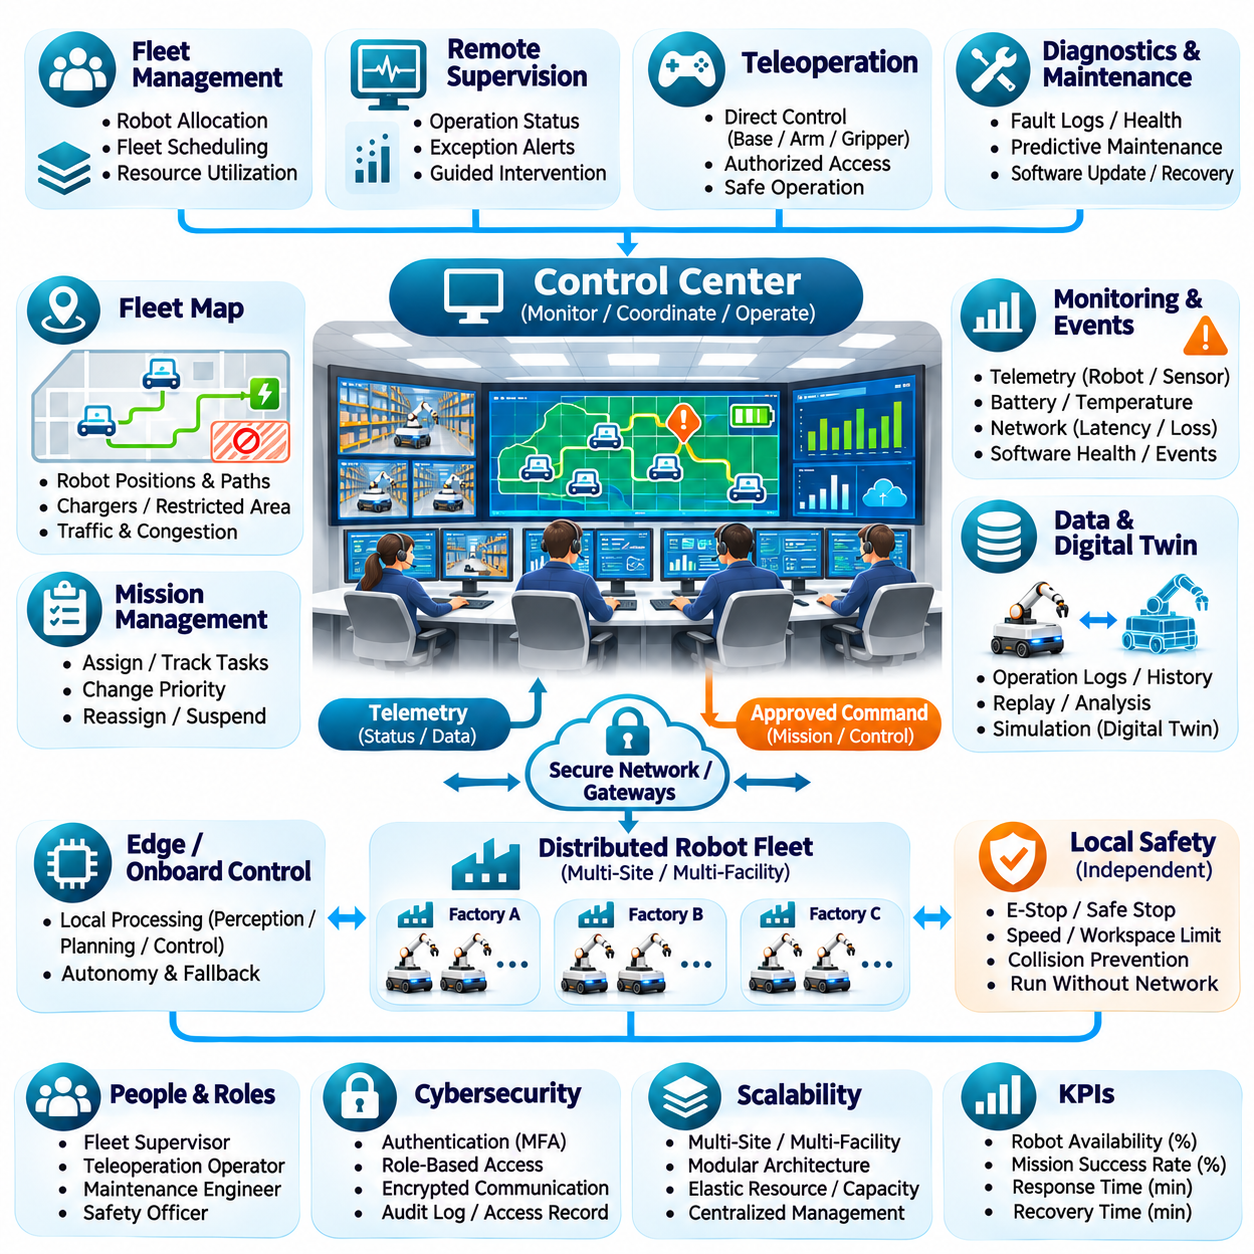 Fleet
Management
• Robot Allocation
• Fleet Scheduling
• Resource Utilization
Remote
Supervision
• Operation Status
• Exception Alerts
• Guided Intervention
Teleoperation
• Direct Control
(Base / Arm / Gripper)
• Authorized Access
• Safe Operation
Diagnostics &
Maintenance
• Fault Logs / Health
• Predictive Maintenance
• Software Update / Recovery
Control Center
(Monitor / Coordinate / Operate)
Fleet Map
• Robot Positions & Paths
• Chargers / Restricted Area
• Traffic & Congestion
Mission
Management
• Assign / Track Tasks
• Change Priority
• Reassign / Suspend
Monitoring &
Events
• Telemetry (Robot / Sensor)
• Battery / Temperature
• Network (Latency / Loss)
• Software Health / Events
Data &
Digital Twin
• Operation Logs / History
• Replay / Analysis
• Simulation (Digital Twin)
Telemetry
(Status / Data)
Approved Command
(Mission / Control)
Secure Network /
Gateways
Edge /
Onboard Control
• Local Processing (Perception /
Planning / Control)
• Autonomy & Fallback
Distributed Robot Fleet
(Multi-Site / Multi-Facility)
Factory A
Factory B
Factory C
Local Safety
(Independent)
• E-Stop / Safe Stop
• Speed / Workspace Limit
• Collision Prevention
• Run Without Network
People & Roles
• Fleet Supervisor
• Teleoperation Operator
• Maintenance Engineer
• Safety Officer
Cybersecurity
• Authentication (MFA)
• Role-Based Access
• Encrypted Communication
• Audit Log / Access Record
Scalability
• Multi-Site / Multi-Facility
• Modular Architecture
• Elastic Resource / Capacity
• Centralized Management
KPIs
• Robot Availability (%)
• Mission Success Rate (%)
• Response Time (min)
• Recovery Time (min)